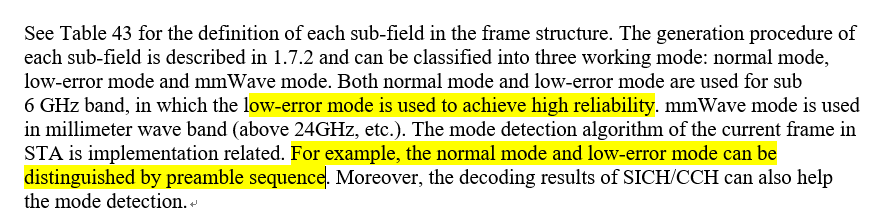 See Table 43 for the definition of each sub-field in the frame structure. The generation procedure of
each sub-field is described in 1.7.2 and can be classified into three working mode: normal mode,
low-error mode and mmWave mode. Both normal mode and low-error mode are used for sub
6 GHz band, in which the low-error mode is used to achieve high reliability. mmWave mode is used
in millimeter wave band (above 24GHz, etc.). The mode detection algorithm of the current frame in
STA is implementation related. For example, the normal mode and low-error mode can be
distinguished by preamble sequence. Moreover, the decoding results of SICH/CCH can also help
the mode detection.